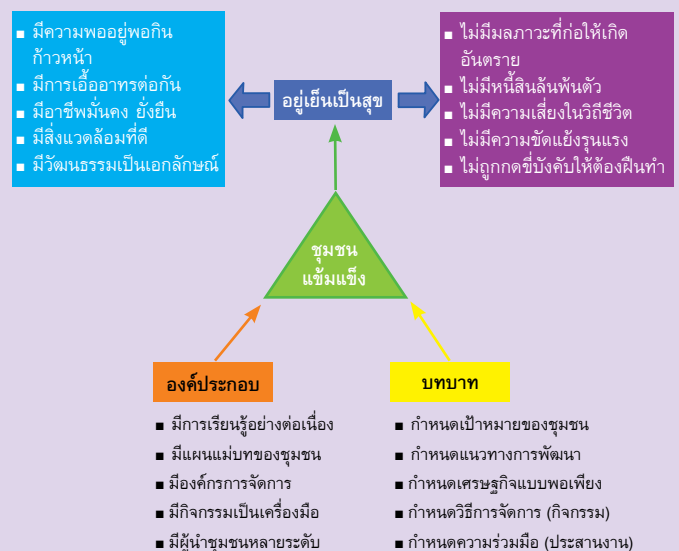 ■ มีความพออยู่พอกิน
ก้าวหน้า
■ มีการเอื้ออาทรต่อกัน
■ มีอาชีพมั่นคง ยั่งยืน
■ มีสิ่งแวดล้อมที่ดี
■ มีวัฒนธรรมเป็นเอกลักษณ์
อยู่เย็นเป็นสุข
■ ไม่มีมลภาวะที่ก่อให้เกิด
อันตราย
■ ไม่มีหนี้สินล้นพ้นตัว
■ ไม่มีความเสี่ยงในวิถีชีวิต
■ ไม่มีความขัดแย้งรุนแรง
■ ไม่ถูกกดขี่บังคับให้ต้องฝืนทำ
ชุมชน
แข้มแข็ง
องค์ประกอบ
■ มีการเรียนรู้อย่างต่อเนื่อง
■ มีแผนแม่บทของชุมชน
■ มีองค์กรการจัดการ
■ มีกิจกรรมเป็นเครื่องมือ
■ มีผู้นำชุมชนหลายระดับ
บทบาท
■ กำหนดเป้าหมายของชุมชน
■ กำหนดแนวทางการพัฒนา
■ กำหนดเศรษฐกิจแบบพอเพียง
■ กำหนดวิธีการจัดการ (กิจกรรม)
■ กำหนดความร่วมมือ (ประสานงาน)